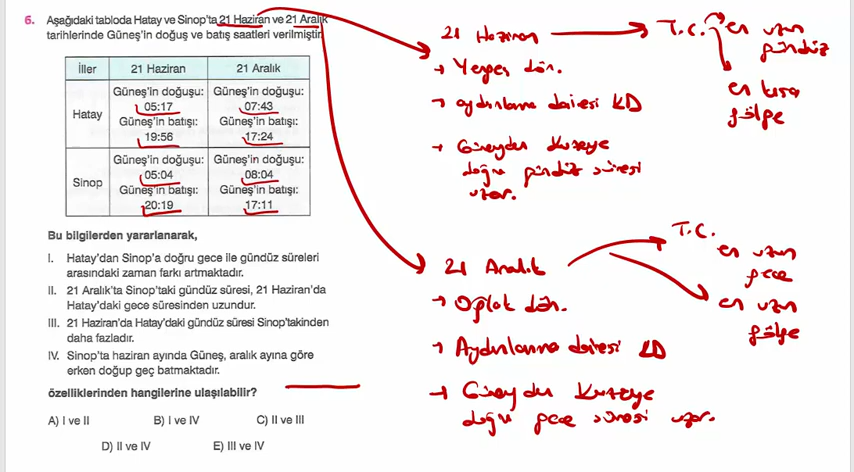 6. Aşağıdaki tabloda Hatay ve Sinop'ta 21 Haziran ve 21 Aralık
tarihlerinde Güneş'in doğuş ve batış saatleri verilmiştir.
İller 21 Haziran 21 Aralık
Hatay
Güneş'in doğuşu: 05:17
Güneş'in batışı: 19:56
Güneş'in doğuşu: 07:43
Güneş'in batışı: 17:24
Sinop
Güneş'in doğuşu: 05:04
Güneş'in batışı: 20:19
Güneş'in doğuşu: 08:04
Güneş'in batışı: 17:11
Bu bilgilerden yararlanarak,
I. Hatay'dan Sinop'a doğru gece ile gündüz süreleri
arasındaki zaman farkı artmaktadır.
II. 21 Aralık'ta Sinop'taki gündüz süresi, 21 Haziran'da
Hatay'daki gece süresinden uzundur.
III. 21 Haziran'da Hatay'daki gündüz süresi Sinop'takinden
daha fazladır.
IV. Sinop'ta haziran ayında Güneş, aralık ayına göre
erken doğup geç batmaktadır.
özelliklerinden hangilerine ulaşılabilir?
A) I ve II B) I ve IV C) II ve III
D) II ve IV E) III ve IV
21 Haziran
T.C. en uzun
gündüz
en kısa
gölge
→ Yengeç dön.
→ aydınlanma dairesi KD
→ Güneyden Kuzeye
doğru gündüz süresi
uzar.
21 Aralık
T.C.
en uzun
gece
en uzun
gölge
→ Oğlak dön.
→ Aydınlanma dairesi KD
→ Güneyden Kuzeye
doğru gece süresi uzar.